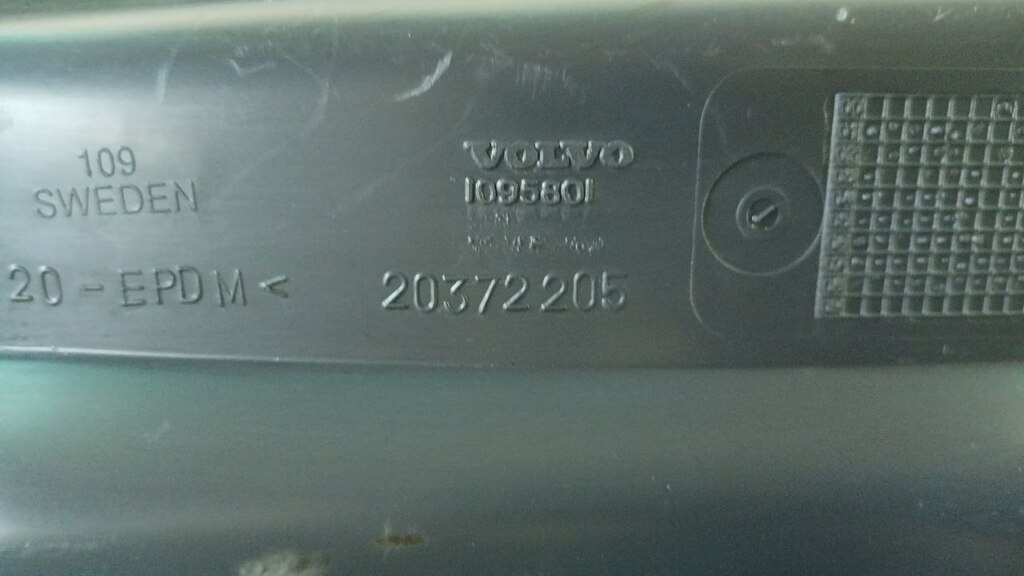 109
SWEDEN
VOLVO
1095801
20 - EPDM <
20372205